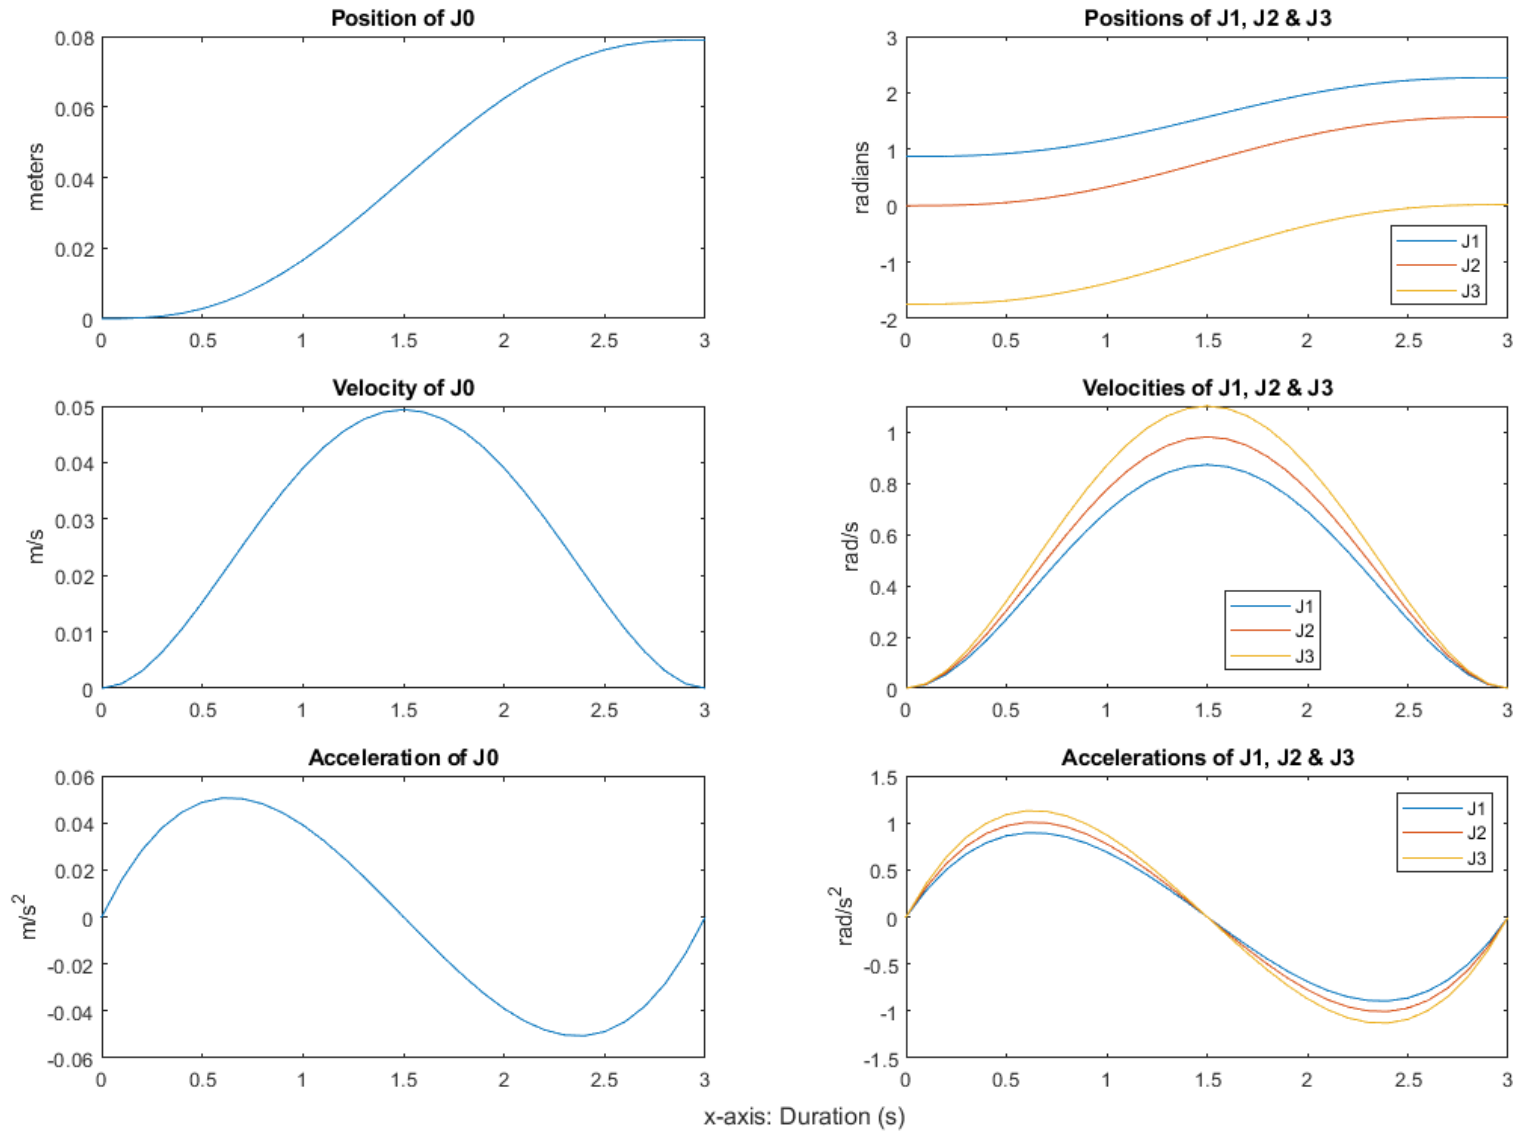 Position of J0
0.08
0.06
0.04
0.02
0
meters
0 0.5 1 1.5 2 2.5 3
Positions of J1, J2 & J3
3
2
1
0
-1
-2
radians
J1
J2
J3
0 0.5 1 1.5 2 2.5 3
Velocity of J0
0.05
0.04
0.03
0.02
0.01
0
m/s
0 0.5 1 1.5 2 2.5 3
Velocities of J1, J2 & J3
1
0.8
0.6
0.4
0.2
0
rad/s
J1
J2
J3
0 0.5 1 1.5 2 2.5 3
Acceleration of J0
0.06
0.04
0.02
0
-0.02
-0.04
-0.06
m/s²
0 0.5 1 1.5 2 2.5 3
Accelerations of J1, J2 & J3
1.5
1
0.5
0
-0.5
-1
-1.5
rad/s²
J1
J2
J3
0 0.5 1 1.5 2 2.5 3
x-axis: Duration (s)